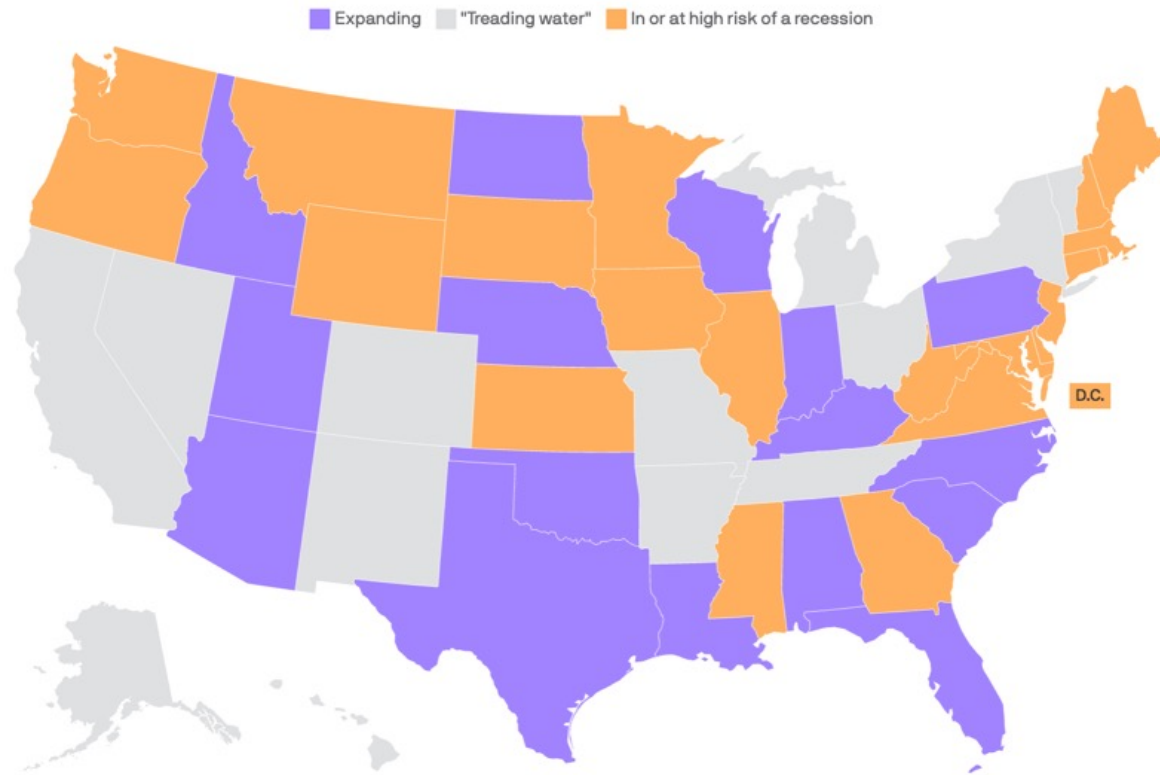 Expanding "Treading water" In or at high risk of a recession
D.C.